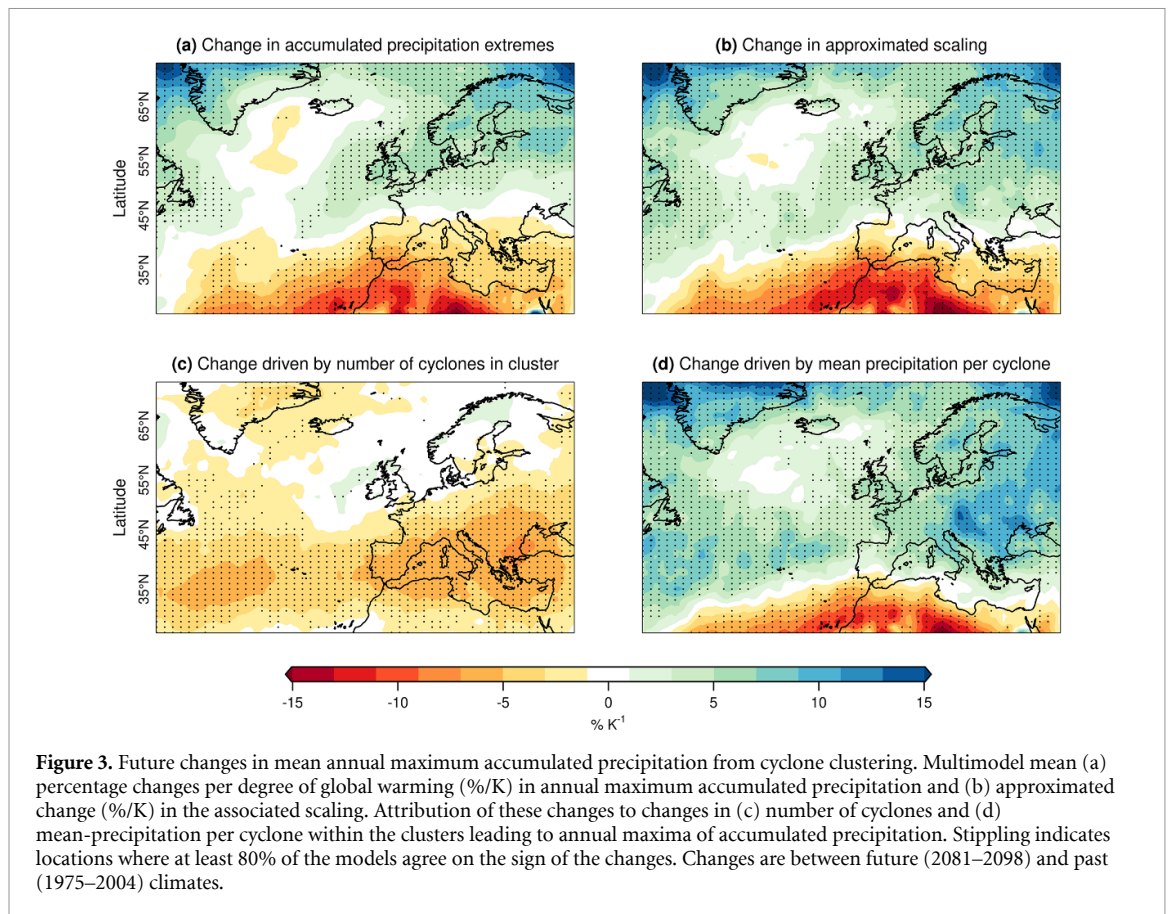 (a) Change in accumulated precipitation extremes
(b) Change in approximated scaling
Latitude
65°N
55°N
45°N
35°N
(c) Change driven by number of cyclones in cluster
(d) Change driven by mean precipitation per cyclone
Latitude
65°N
55°N
45°N
35°N
-15 -10 -5 0 5 10 15
% K⁻¹
Figure 3. Future changes in mean annual maximum accumulated precipitation from cyclone clustering. Multimodel mean (a)
percentage changes per degree of global warming (%/K) in annual maximum accumulated precipitation and (b) approximated
change (%/K) in the associated scaling. Attribution of these changes to changes in (c) number of cyclones and (d)
mean-precipitation per cyclone within the clusters leading to annual maxima of accumulated precipitation. Stippling indicates
locations where at least 80% of the models agree on the sign of the changes. Changes are between future (2081–2098) and past
(1975–2004) climates.